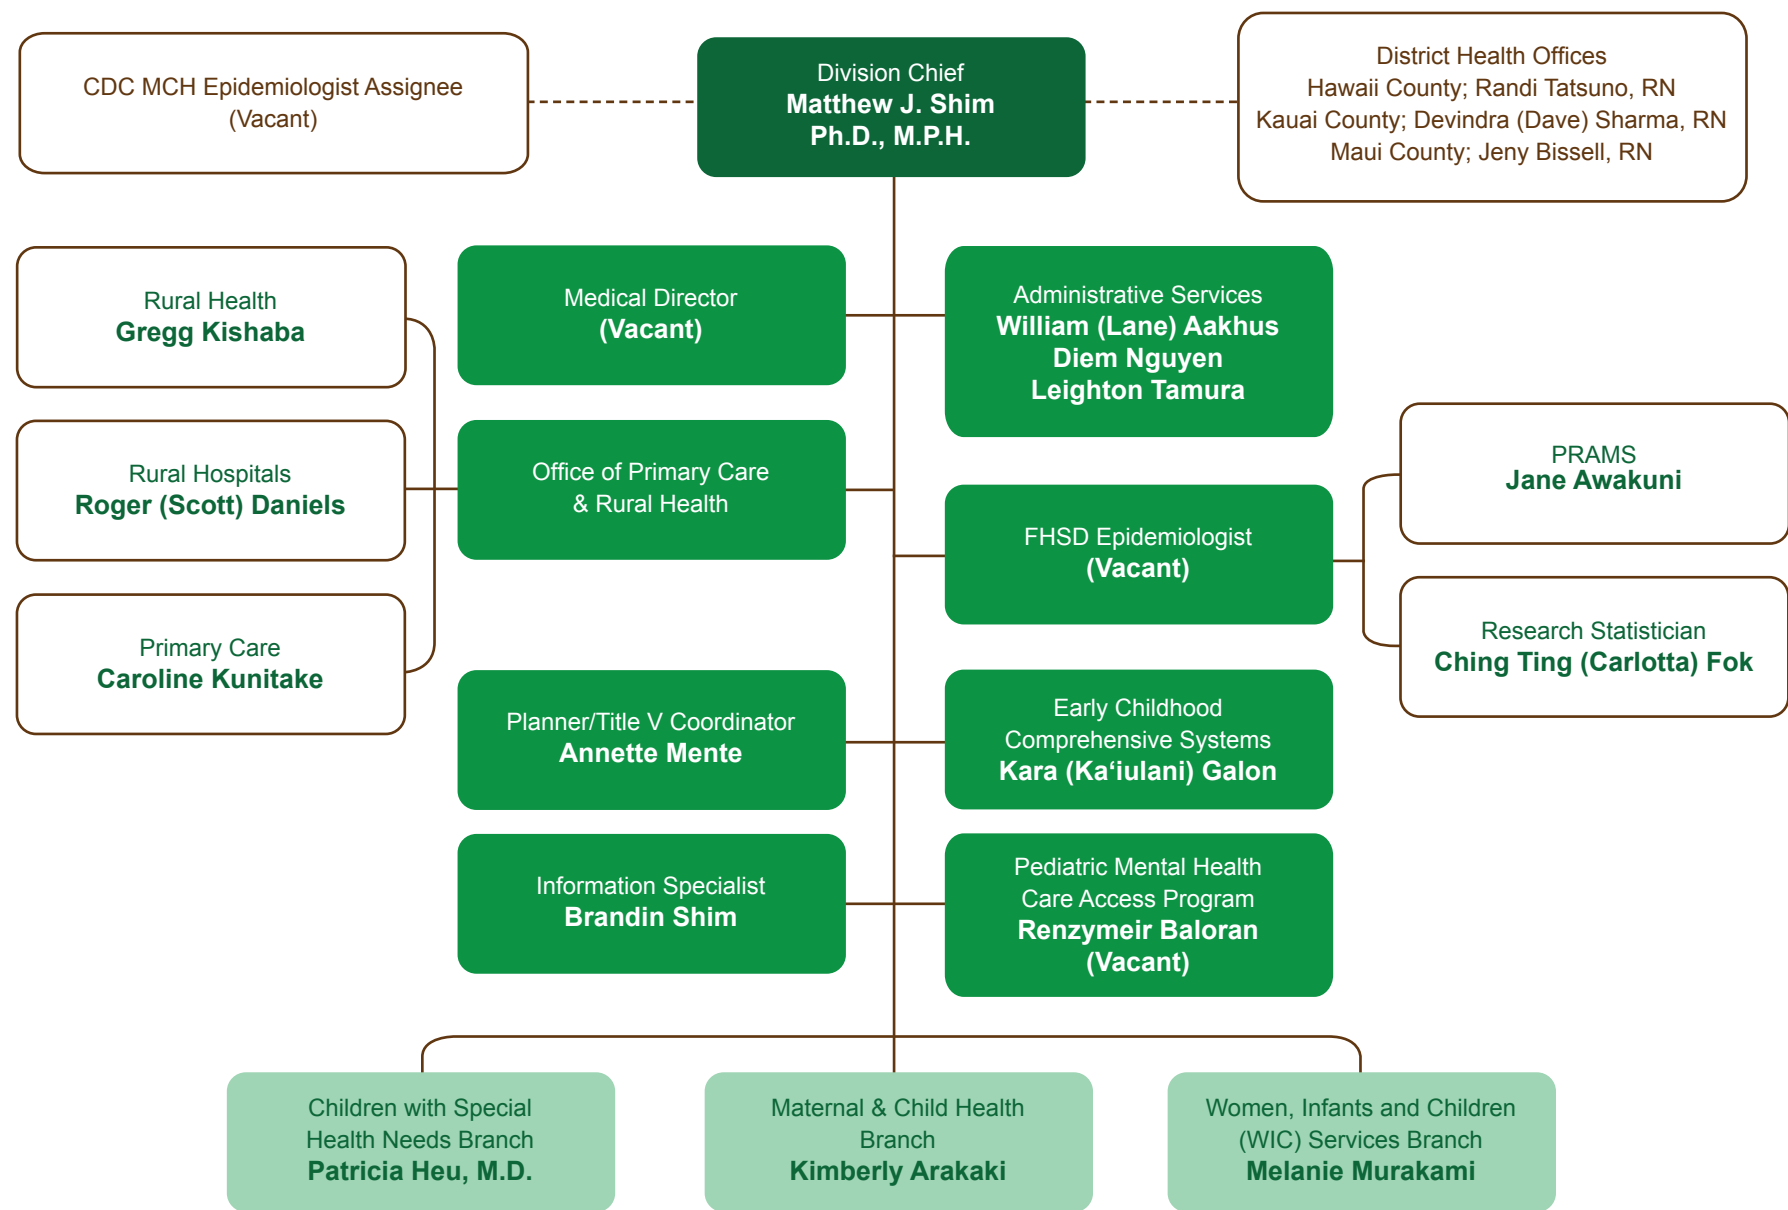 CDC MCH Epidemiologist Assignee
(Vacant)
Division Chief
Matthew J. Shim
Ph.D., M.P.H.
District Health Offices
Hawaii County; Randi Tatsuno, RN
Kauai County; Devindra (Dave) Sharma, RN
Maui County; Jeny Bissell, RN
Rural Health
Gregg Kishaba
Medical Director
(Vacant)
Administrative Services
William (Lane) Aakhus
Diem Nguyen
Leighton Tamura
Rural Hospitals
Roger (Scott) Daniels
Office of Primary Care
& Rural Health
FHSD Epidemiologist
(Vacant)
PRAMS
Jane Awakuni
Research Statistician
Ching Ting (Carlotta) Fok
Primary Care
Caroline Kunitake
Planner/Title V Coordinator
Annette Mente
Early Childhood
Comprehensive Systems
Kara (Ka‘iulani) Galon
Information Specialist
Brandin Shim
Pediatric Mental Health
Care Access Program
Renzymeir Baloran
(Vacant)
Children with Special
Health Needs Branch
Patricia Heu, M.D.
Maternal & Child Health
Branch
Kimberly Arakaki
Women, Infants and Children
(WIC) Services Branch
Melanie Murakami